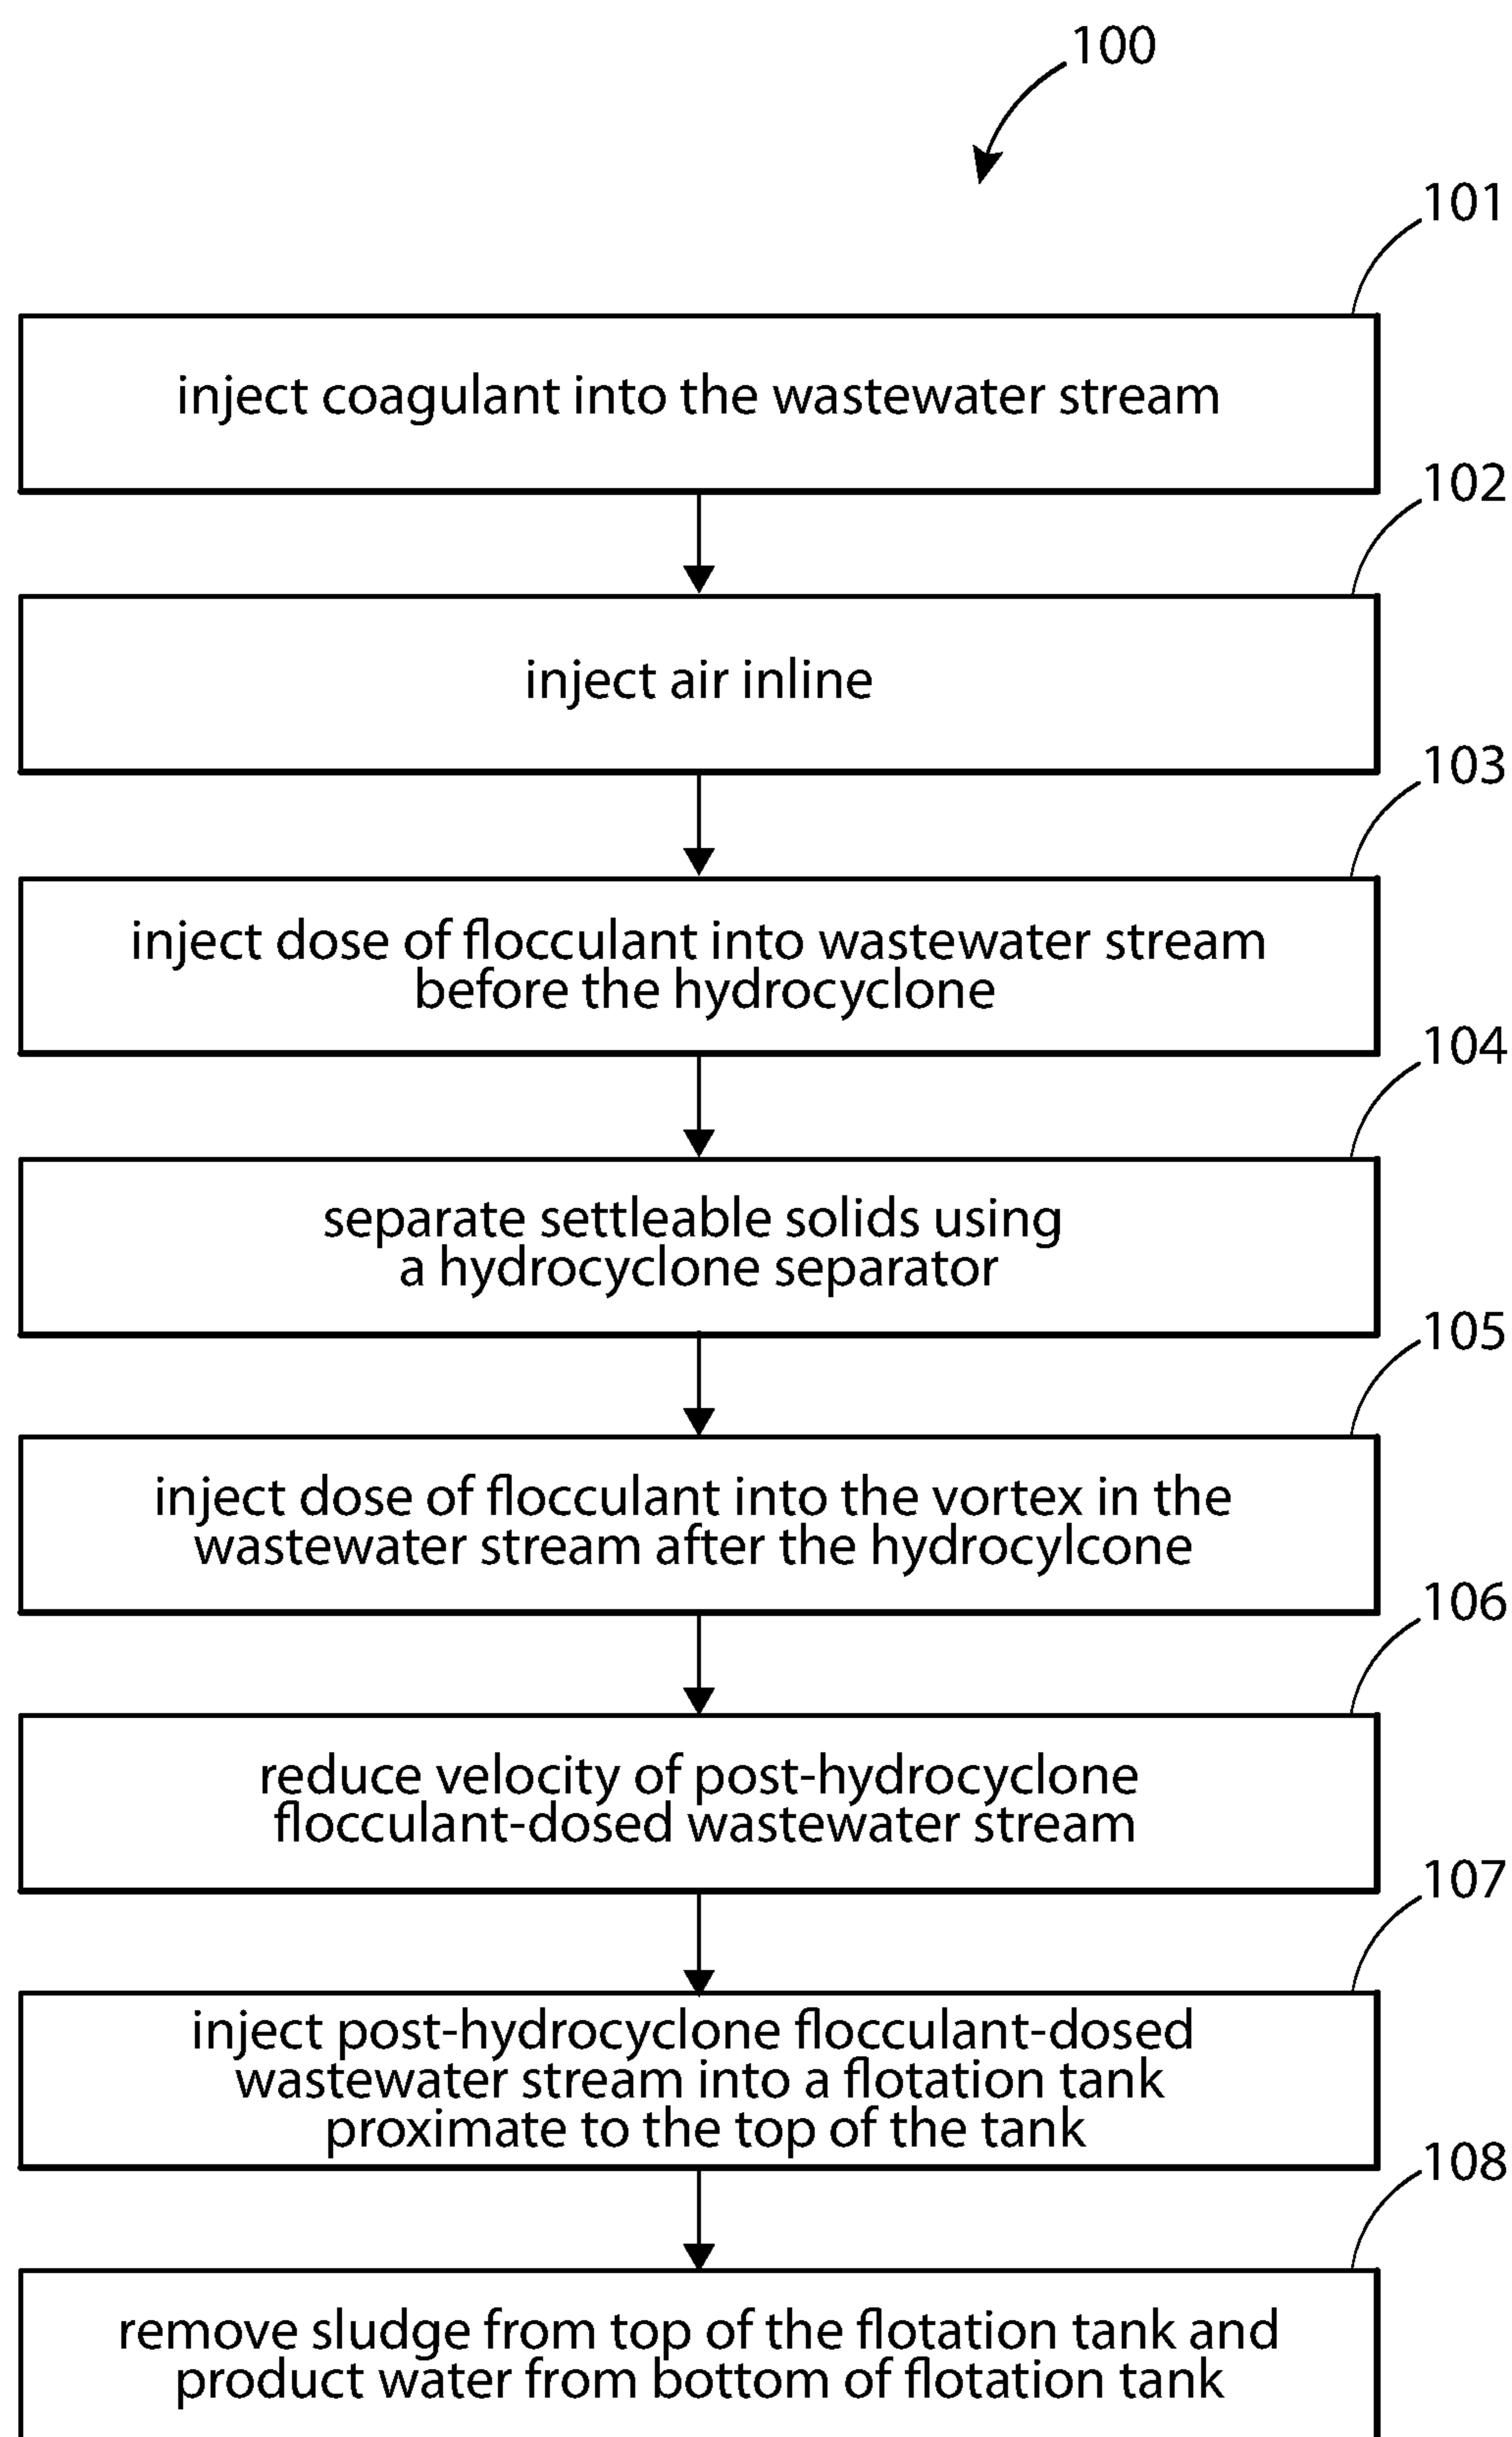 100
101
inject coagulant into the wastewater stream
102
inject air inline
103
inject dose of flocculant into wastewater stream
before the hydrocyclone
104
separate settleable solids using
a hydrocyclone separator
105
inject dose of flocculant into the vortex in the
wastewater stream after the hydrocylcone
106
reduce velocity of post-hydrocyclone
flocculant-dosed wastewater stream
107
inject post-hydrocyclone flocculant-dosed
wastewater stream into a flotation tank
proximate to the top of the tank
108
remove sludge from top of the flotation tank and
product water from bottom of flotation tank